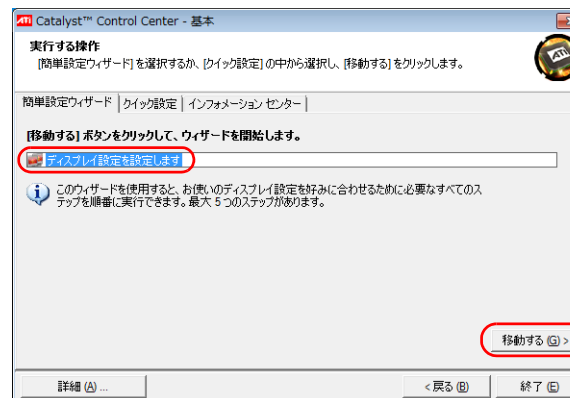 ATI Catalyst™ Control Center - 基本
実行する操作
[簡単設定ウィザード] を選択するか、[クイック設定] の中から選択し、[移動する] をクリックします。
ATI
簡単設定ウィザード クイック設定 インフォメーション センター
[移動する] ボタンをクリックして、ウィザードを開始します。
ディスプレイ設定を設定します
このウィザードを使用すると、お使いのディスプレイ設定を好みに合わせるために必要なすべてのス
テップを順番に実行できます。最大 5 つのステップがあります。
移動する (G) >
詳細 (A) ...
< 戻る (B)
終了 (E)